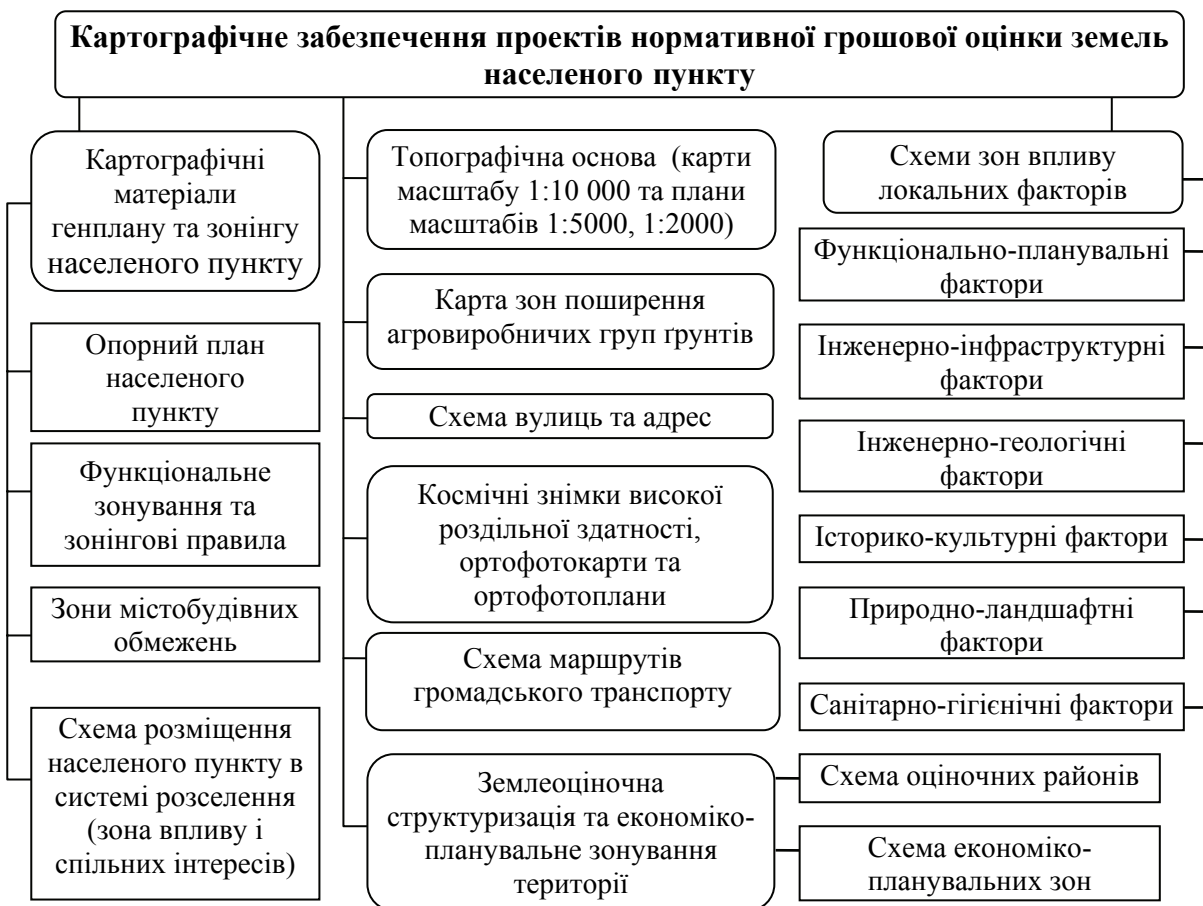 Картографічне забезпечення проектів нормативної грошової оцінки земель
населеного пункту
Картографічні
матеріали
генплану та зонінгу
населеного пункту
Опорний план
населеного
пункту
Функціональне
зонування та
зонінгові правила
Зони містобудівних
обмежень
Схема розміщення
населеного пункту в
системі розселення
(зона впливу і
спільних інтересів)
Топографічна основа (карти
масштабу 1:10 000 та плани
масштабів 1:5000, 1:2000)
Карта зон поширення
агровиробничих груп ґрунтів
Схема вулиць та адрес
Космічні знімки високої
роздільної здатності,
ортофотокарти та
ортофотоплани
Схема маршрутів
громадського транспорту
Землеоціночна
структуризація та економіко-
планувальне зонування
території
Схеми зон впливу
локальних факторів
Функціонально-планувальні
фактори
Інженерно-інфраструктурні
фактори
Інженерно-геологічні
фактори
Історико-культурні фактори
Природно-ландшафтні
фактори
Санітарно-гігієнічні фактори
Схема оціночних районів
Схема економіко-
планувальних зон